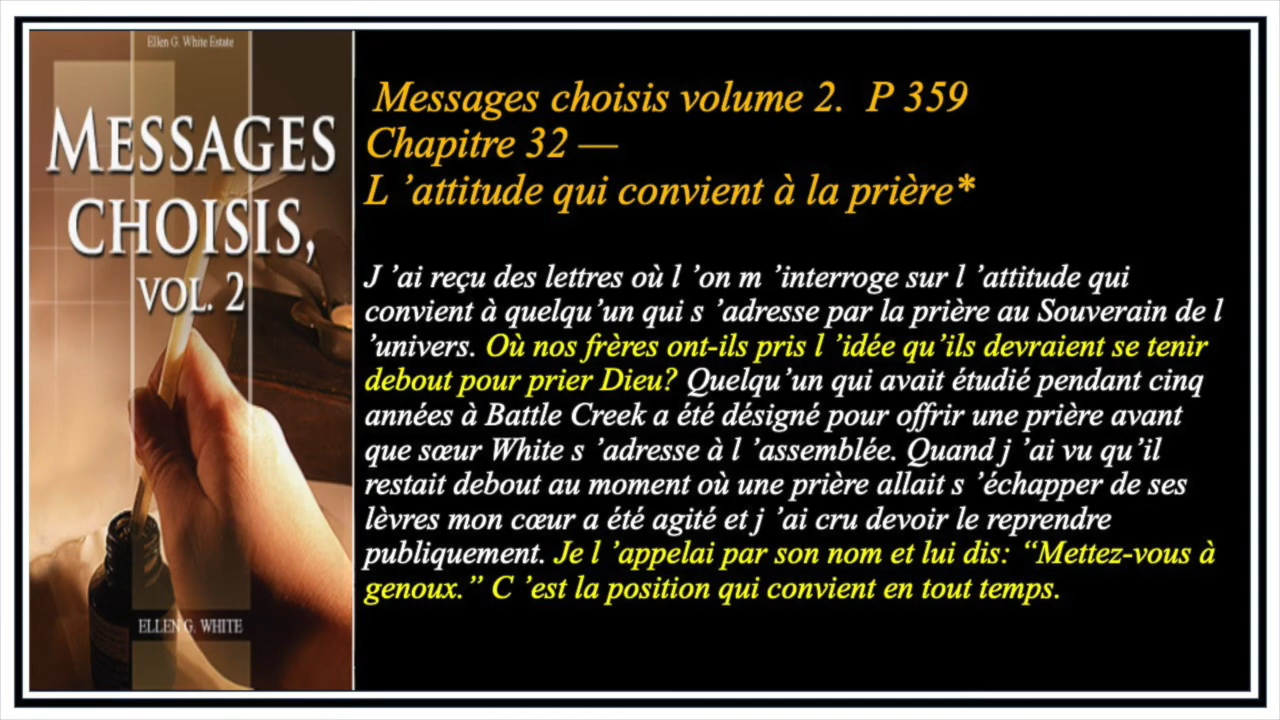 Ellen G. White Estate
MESSAGES
CHOISIS,
VOL. 2
ELLEN G. WHITE
Messages choisis volume 2.  P 359
Chapitre 32 —
L ’attitude qui convient à la prière*
J ’ai reçu des lettres où l ’on m ’interroge sur l ’attitude qui
convient à quelqu’un qui s ’adresse par la prière au Souverain de l
’univers. Où nos frères ont-ils pris l ’idée qu’ils devraient se tenir
debout pour prier Dieu? Quelqu’un qui avait étudié pendant cinq
années à Battle Creek a été désigné pour offrir une prière avant
que sœur White s ’adresse à l ’assemblée. Quand j ’ai vu qu’il
restait debout au moment où une prière allait s ’échapper de ses
lèvres mon cœur a été agité et j ’ai cru devoir le reprendre
publiquement. Je l ’appelai par son nom et lui dis: “Mettez-vous à
genoux.” C ’est la position qui convient en tout temps.